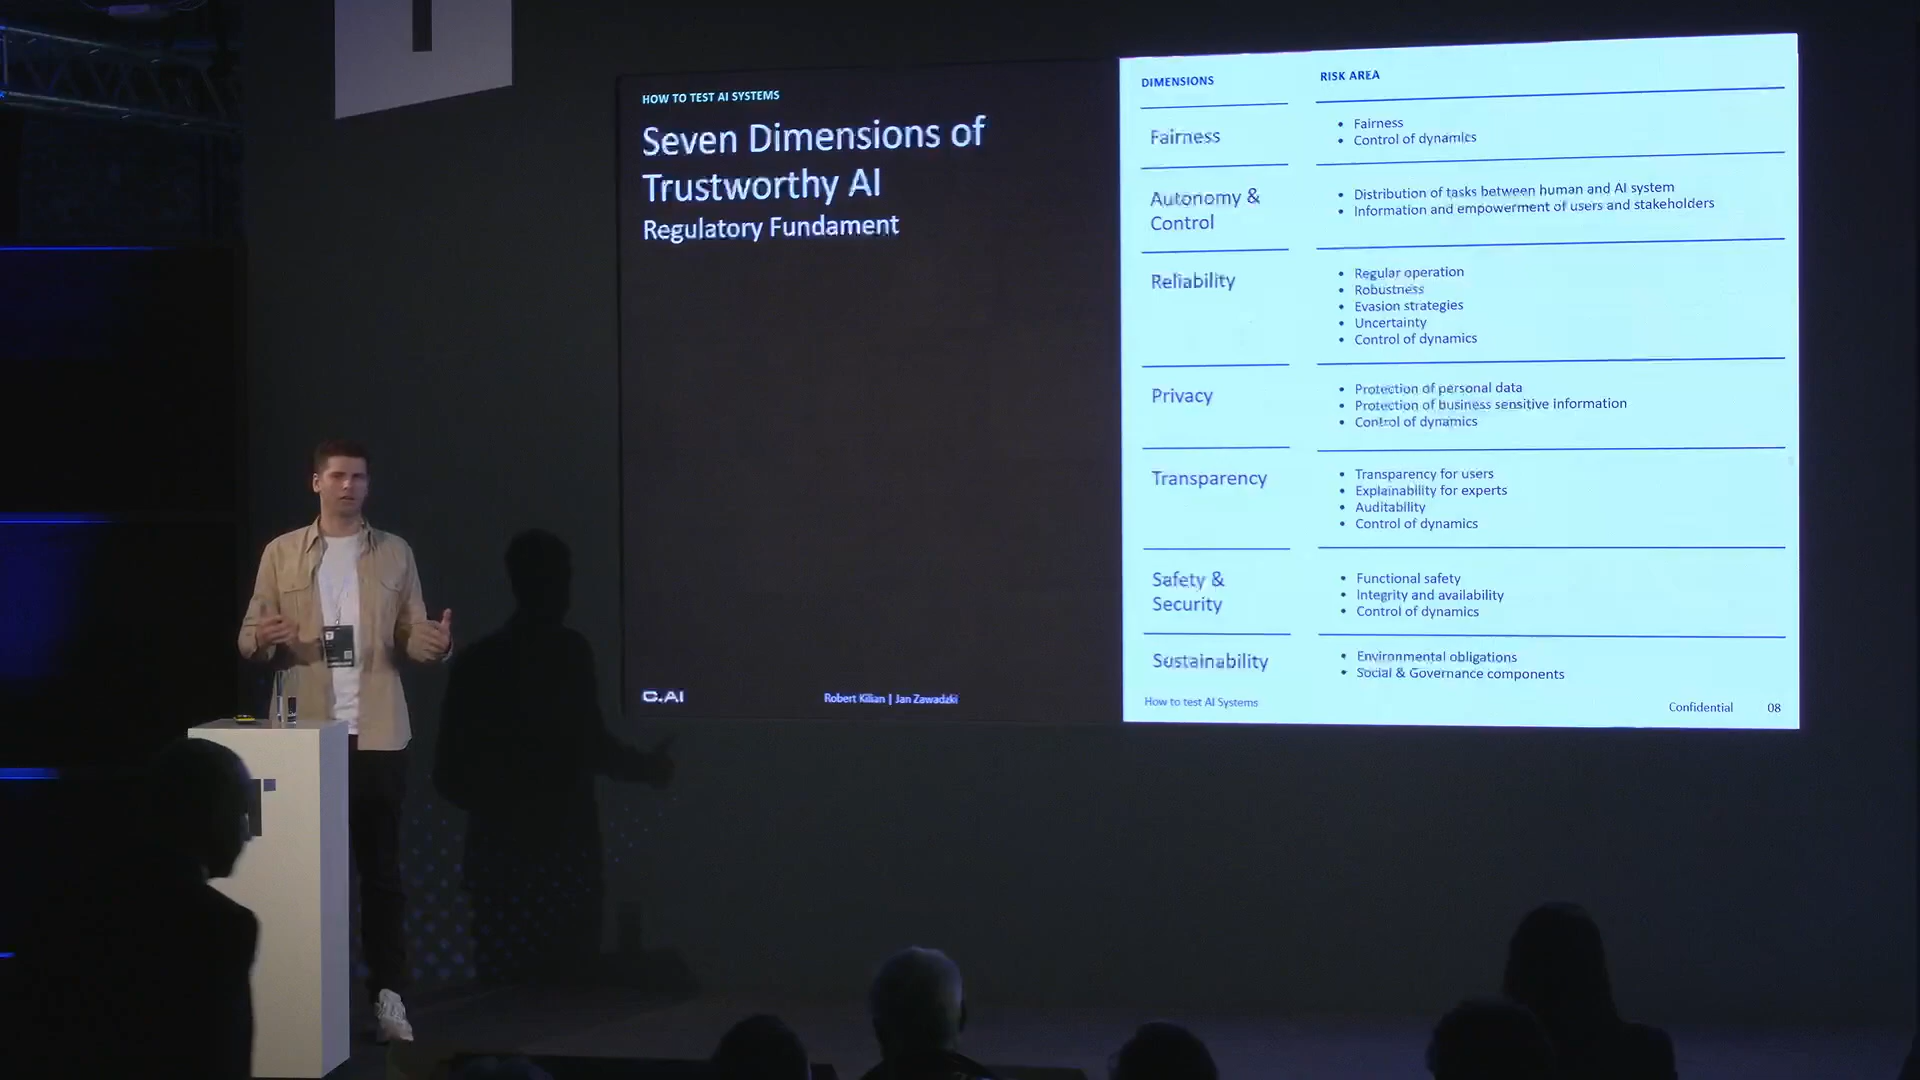 HOW TO TEST AI SYSTEMS
Seven Dimensions of
Trustworthy AI
Regulatory Fundament
C.AI
Robert Kilian | Jan Zawadzki
DIMENSIONS
RISK AREA
Fairness
• Fairness
• Control of dynamics
Autonomy &
Control
• Distribution of tasks between human and AI system
• Information and empowerment of users and stakeholders
Reliability
• Regular operation
• Robustness
• Evasion strategies
• Uncertainty
• Control of dynamics
Privacy
• Protection of personal data
• Protection of business sensitive information
• Control of dynamics
Transparency
• Transparency for users
• Explainability for experts
• Auditability
• Control of dynamics
Safety &
Security
• Functional safety
• Integrity and availability
• Control of dynamics
Sustainability
• Environmental obligations
• Social & Governance components
How to test AI Systems
Confidential
08